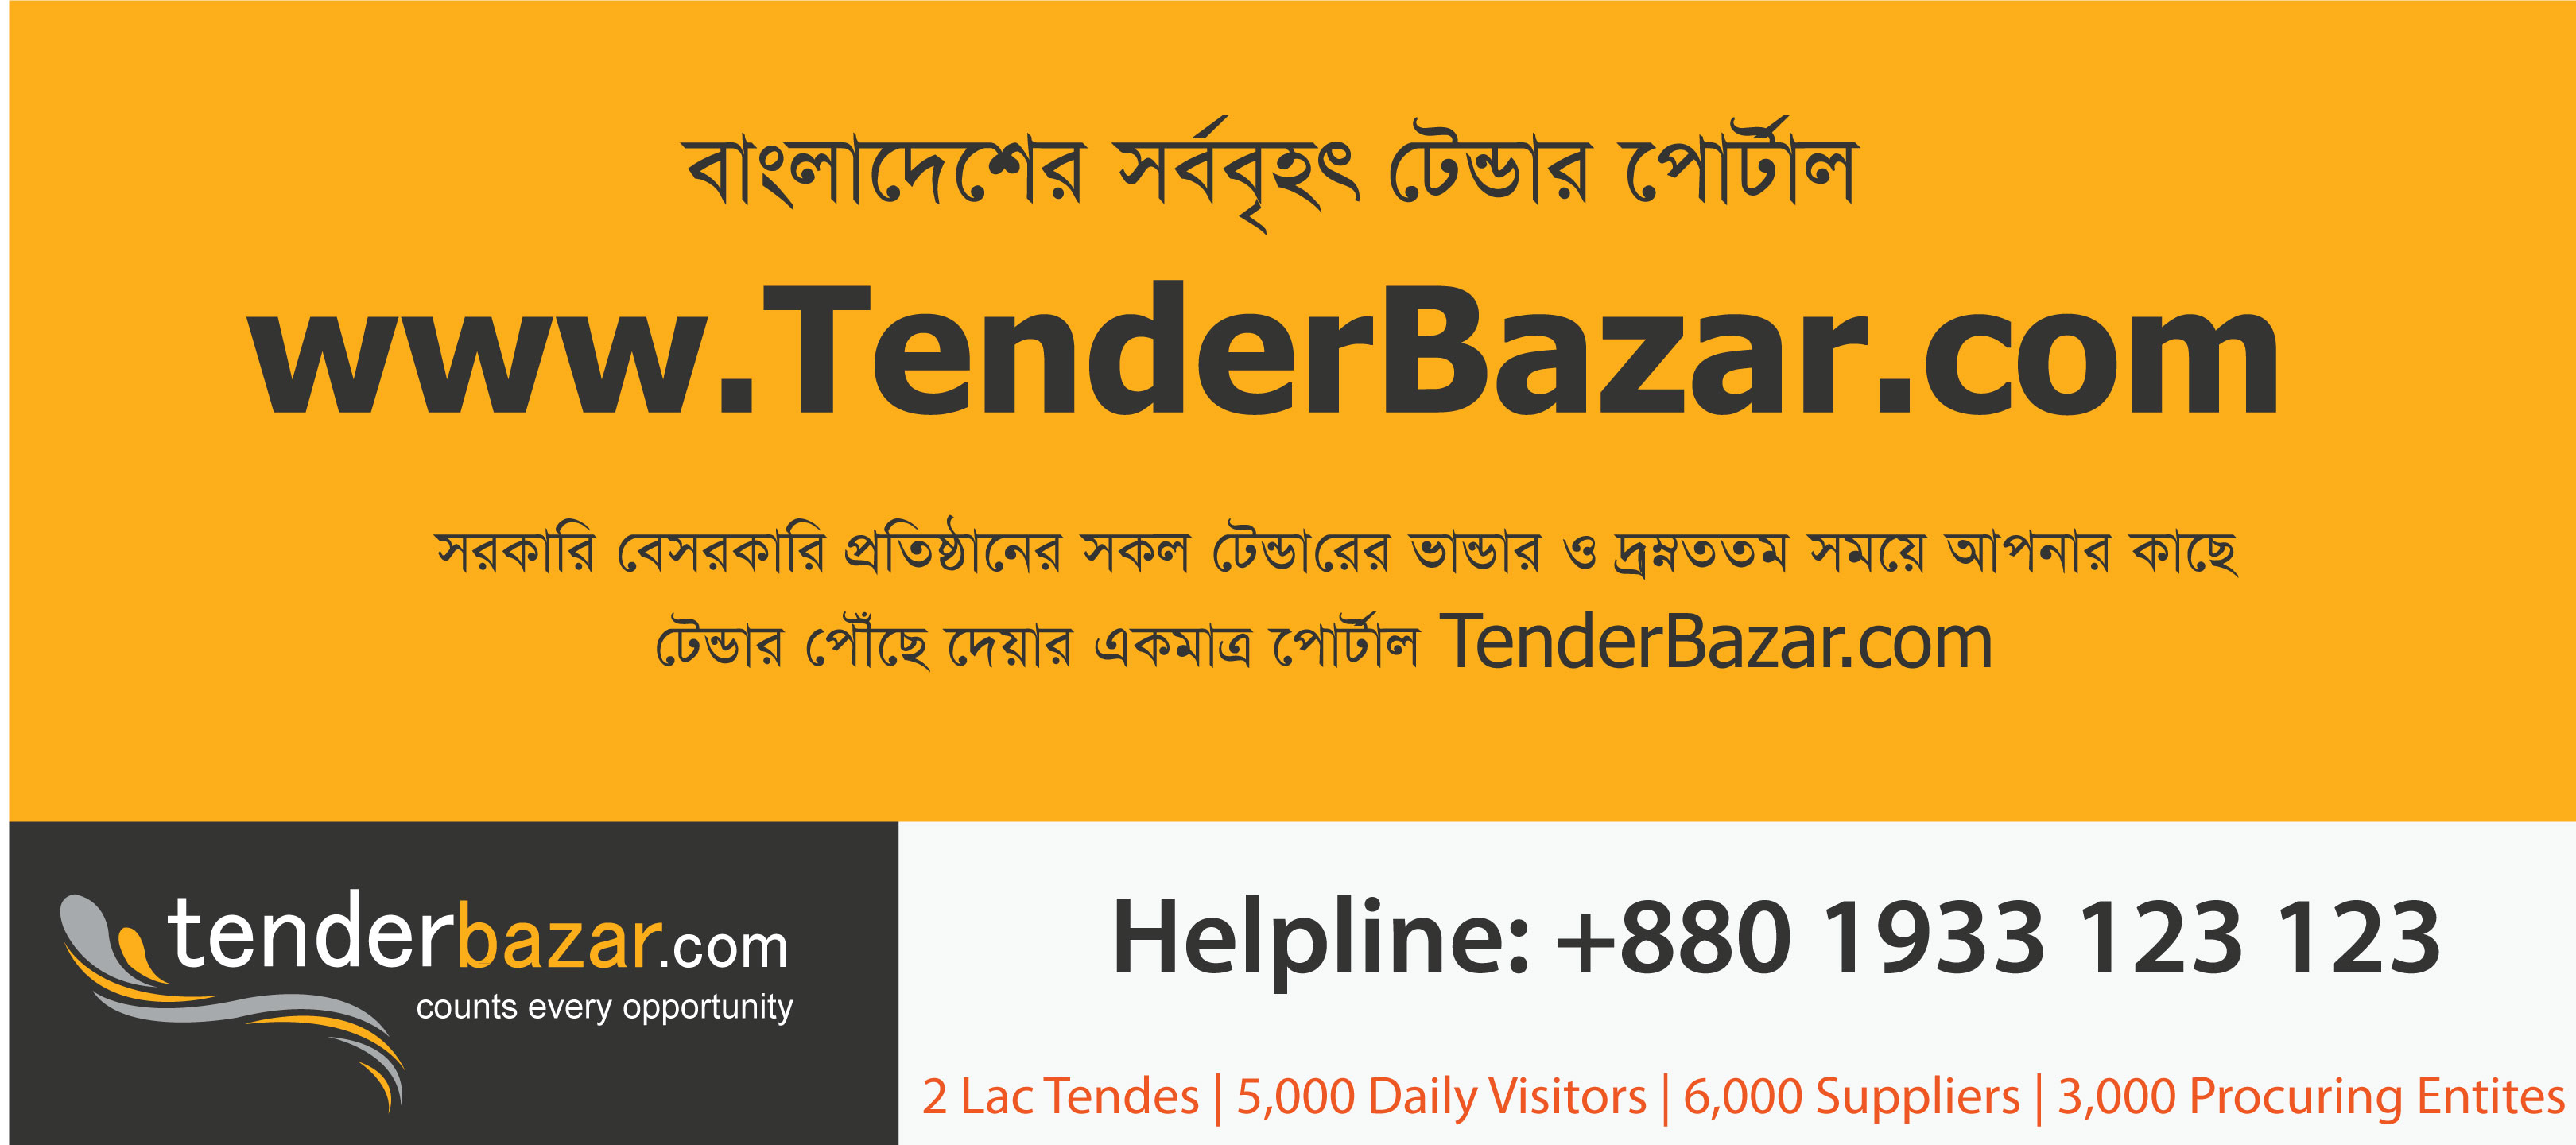 বাংলাদেশের সর্ববৃহৎ টেন্ডার পোর্টাল
www.TenderBazar.com
সরকারি বেসরকারি প্রতিষ্ঠানের সকল টেন্ডারের ভান্ডার ও দ্রম্নততম সময়ে আপনার কাছে
টেন্ডার পৌঁছে দেয়ার একমাত্র পোর্টাল TenderBazar.com
tenderbazar.com
counts every opportunity
Helpline: +880 1933 123 123
2 Lac Tendes | 5,000 Daily Visitors | 6,000 Suppliers | 3,000 Procuring Entites